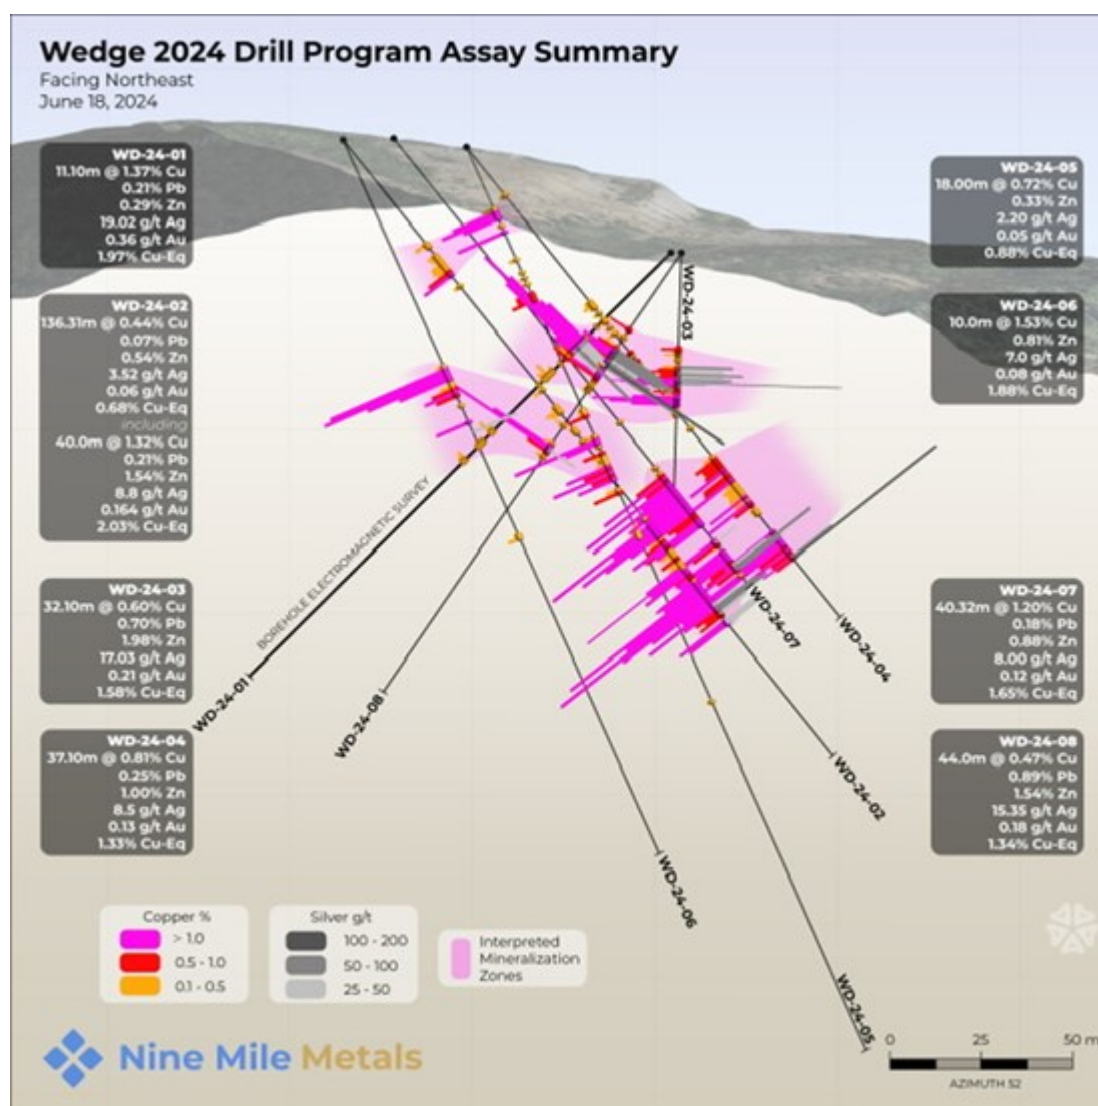 Wedge 2024 Drill Program Assay Summary
Facing Northeast
June 18, 2024
WD-24-01
11.10m @ 1.37% Cu
0.21% Pb
0.29% Zn
19.02 g/t Ag
0.36 g/t Au
1.97% Cu-Eq
WD-24-02
136.31m @ 0.44% Cu
0.07% Pb
0.54% Zn
3.52 g/t Ag
0.06 g/t Au
0.68% Cu-Eq
including
40.0m @ 1.32% Cu
0.21% Pb
1.54% Zn
8.8 g/t Ag
0.164 g/t Au
2.03% Cu-Eq
WD-24-03
32.10m @ 0.60% Cu
0.70% Pb
1.98% Zn
17.03 g/t Ag
0.21 g/t Au
1.58% Cu-Eq
WD-24-04
37.10m @ 0.81% Cu
0.25% Pb
1.00% Zn
8.5 g/t Ag
0.13 g/t Au
1.33% Cu-Eq
WD-24-05
18.00m @ 0.72% Cu
0.33% Zn
2.20 g/t Ag
0.05 g/t Au
0.88% Cu-Eq
WD-24-06
10.0m @ 1.53% Cu
0.81% Zn
7.0 g/t Ag
0.08 g/t Au
1.88% Cu-Eq
WD-24-07
40.32m @ 1.20% Cu
0.18% Pb
0.88% Zn
8.00 g/t Ag
0.12 g/t Au
1.65% Cu-Eq
WD-24-08
44.0m @ 0.47% Cu
0.89% Pb
1.54% Zn
15.35 g/t Ag
0.18 g/t Au
1.34% Cu-Eq
WD-24-03
BOREHOLE ELECTROMAGNETIC SURVEY
WD-24-01
WD-24-08
WD-24-07
WD-24-04
WD-24-02
WD-24-06
WD-24-05
Copper %
> 1.0
0.5 - 1.0
0.1 - 0.5
Silver g/t
100 - 200
50 - 100
25 - 50
Interpreted
Mineralization
Zones
Nine Mile Metals
0 25 50 m
AZIMUTH 52